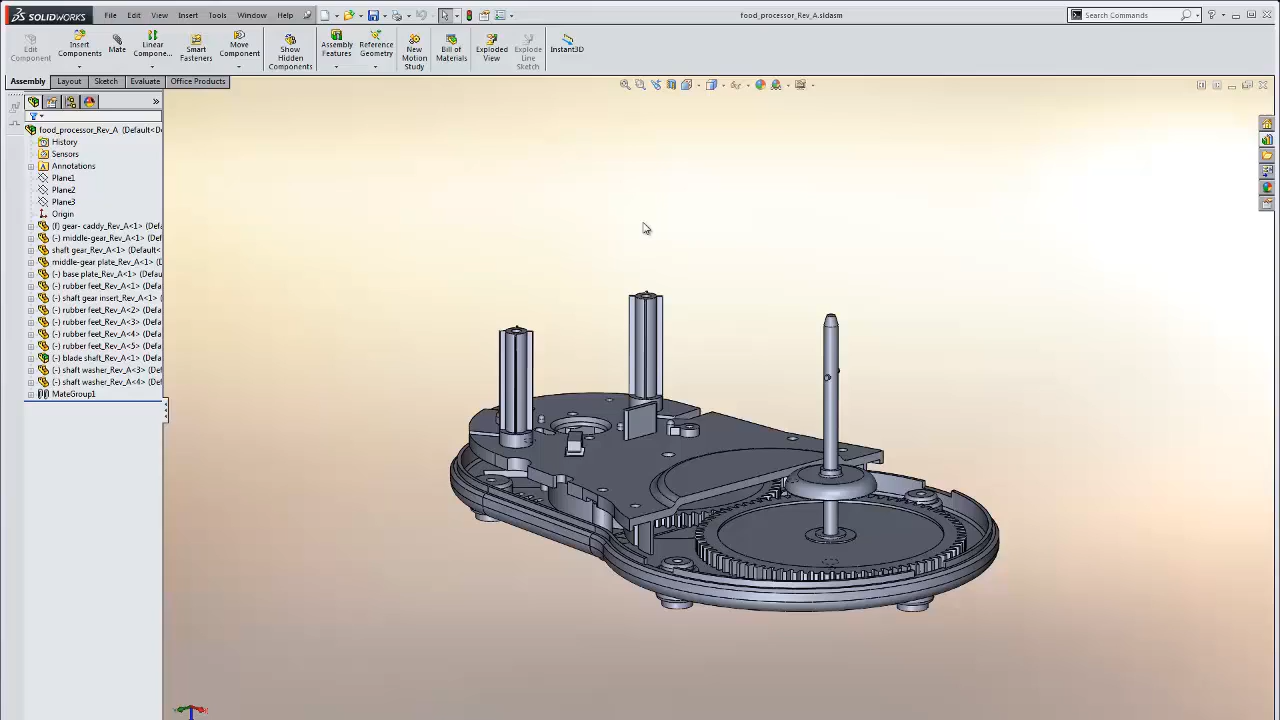 SOLIDWORKS File Edit View Insert Tools Window Help food_processor_Rev_A.sldasm Search Commands
Edit Component
Insert Components
Mate
Linear Compone...
Smart Fasteners
Move Component
Show Hidden Components
Assembly Features
Reference Geometry
New Motion Study
Bill of Materials
Exploded View
Explode Line Sketch
Instant3D
Assembly Layout Sketch Evaluate Office Products
food_processor_Rev_A (Default<De
History
Sensors
Annotations
Plane1
Plane2
Plane3
Origin
(f) gear- caddy_Rev_A<1> (Defa
(-) middle-gear_Rev_A<1> (Defa
shaft gear_Rev_A<1> (Default<
middle-gear plate_Rev_A<1> (De
(-) base plate_Rev_A<1> (Defau
(-) rubber feet_Rev_A<1> (Defa
(-) shaft gear insert_Rev_A<1> (
(-) rubber feet_Rev_A<2> (Defa
(-) rubber feet_Rev_A<3> (Defa
(-) rubber feet_Rev_A<4> (Defa
(-) rubber feet_Rev_A<5> (Defa
(-) blade shaft_Rev_A<1> (Defa
(-) shaft washer_Rev_A<3> (Def
(-) shaft washer_Rev_A<4> (Def
MateGroup1